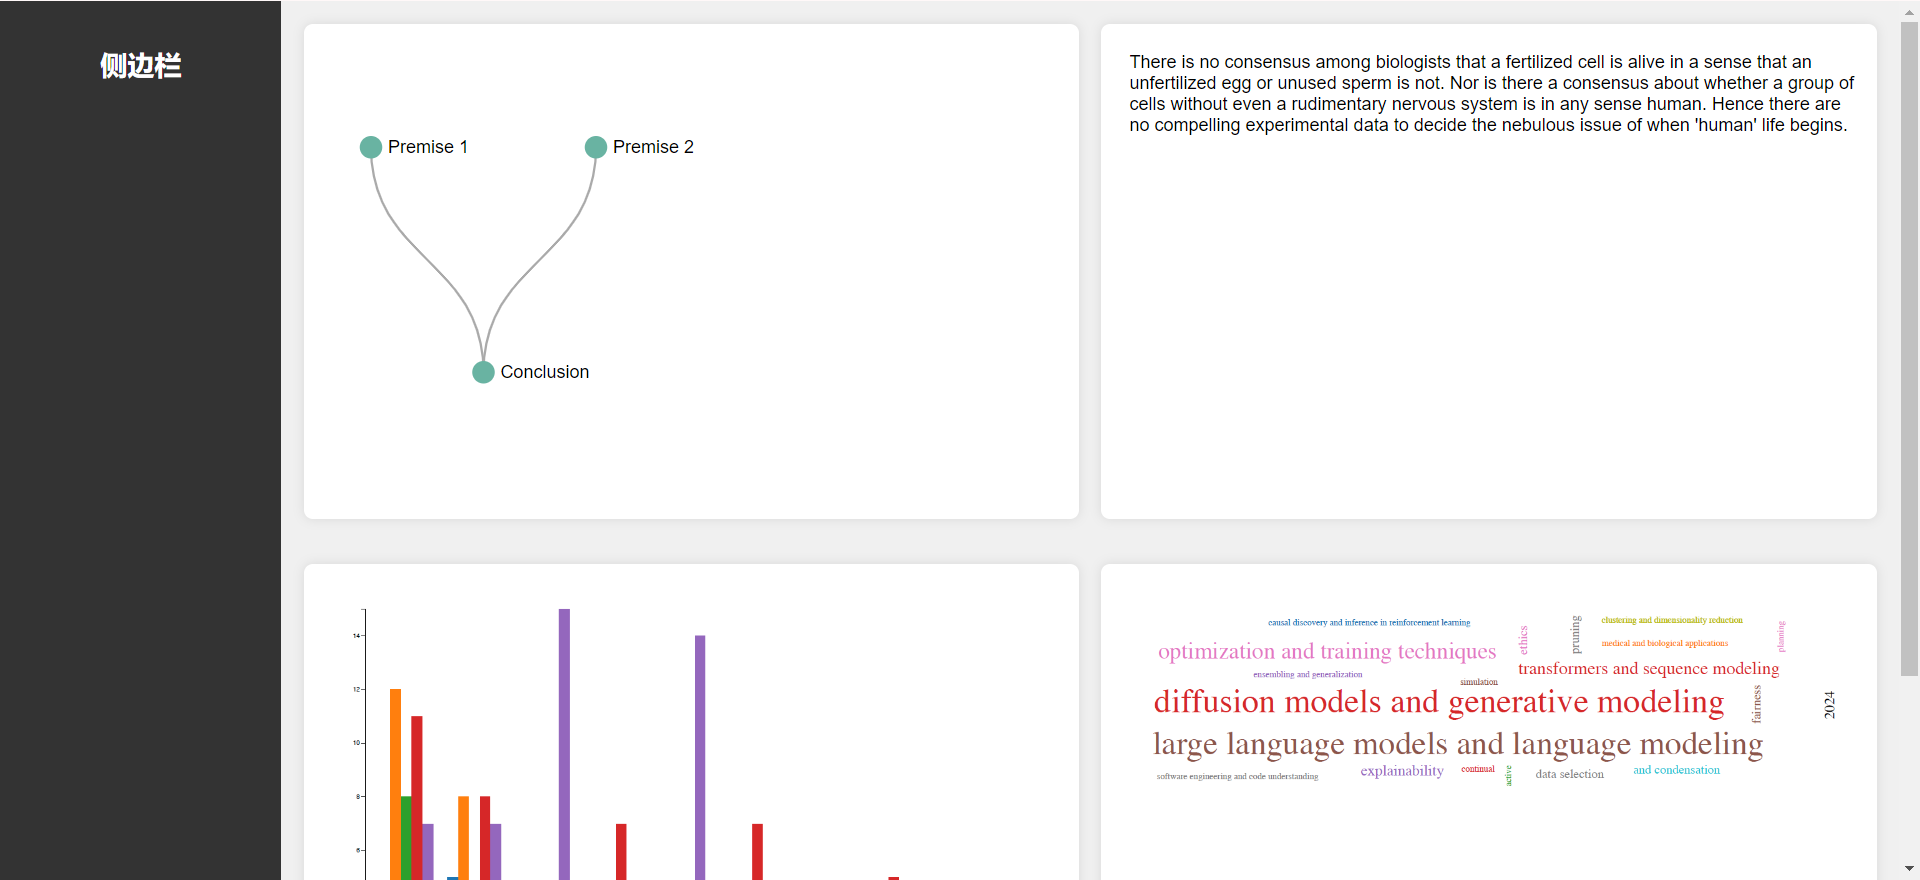 侧边栏
Premise 1
Premise 2
Conclusion
There is no consensus among biologists that a fertilized cell is alive in a sense that an
unfertilized egg or unused sperm is not. Nor is there a consensus about whether a group of
cells without even a rudimentary nervous system is in any sense human. Hence there are
no compelling experimental data to decide the nebulous issue of when 'human' life begins.
14
12
10
8
6
causal discovery and inference in reinforcement learning
ethics
pruning
clustering and dimensionality reduction
planning
optimization and training techniques
medical and biological applications
transformers and sequence modeling
ensembling and generalization
simulation
diffusion models and generative modeling
fairness
2024
large language models and language modeling
software engineering and code understanding
explainability
continual
active
data selection
and condensation